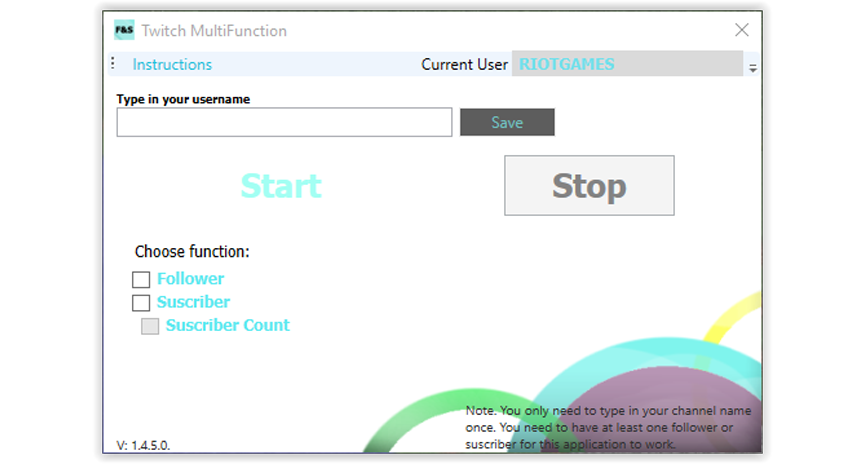 F&S Twitch MultiFunction
Instructions Current User RIOTGAMES
Type in your username
Save
Start Stop
Choose function:
Follower
Suscriber
Suscriber Count
Note. You only need to type in your channel name
once. You need to have at least one follower or
suscriber for this application to work.
V: 1.4.5.0.